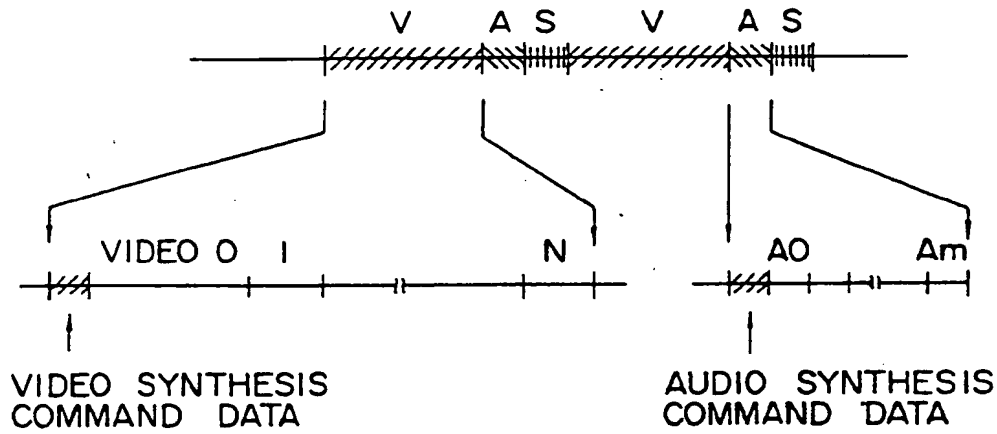 V A S V A S
VIDEO 0 1 N
A0 Am
VIDEO SYNTHESIS
COMMAND DATA
AUDIO SYNTHESIS
COMMAND DATA